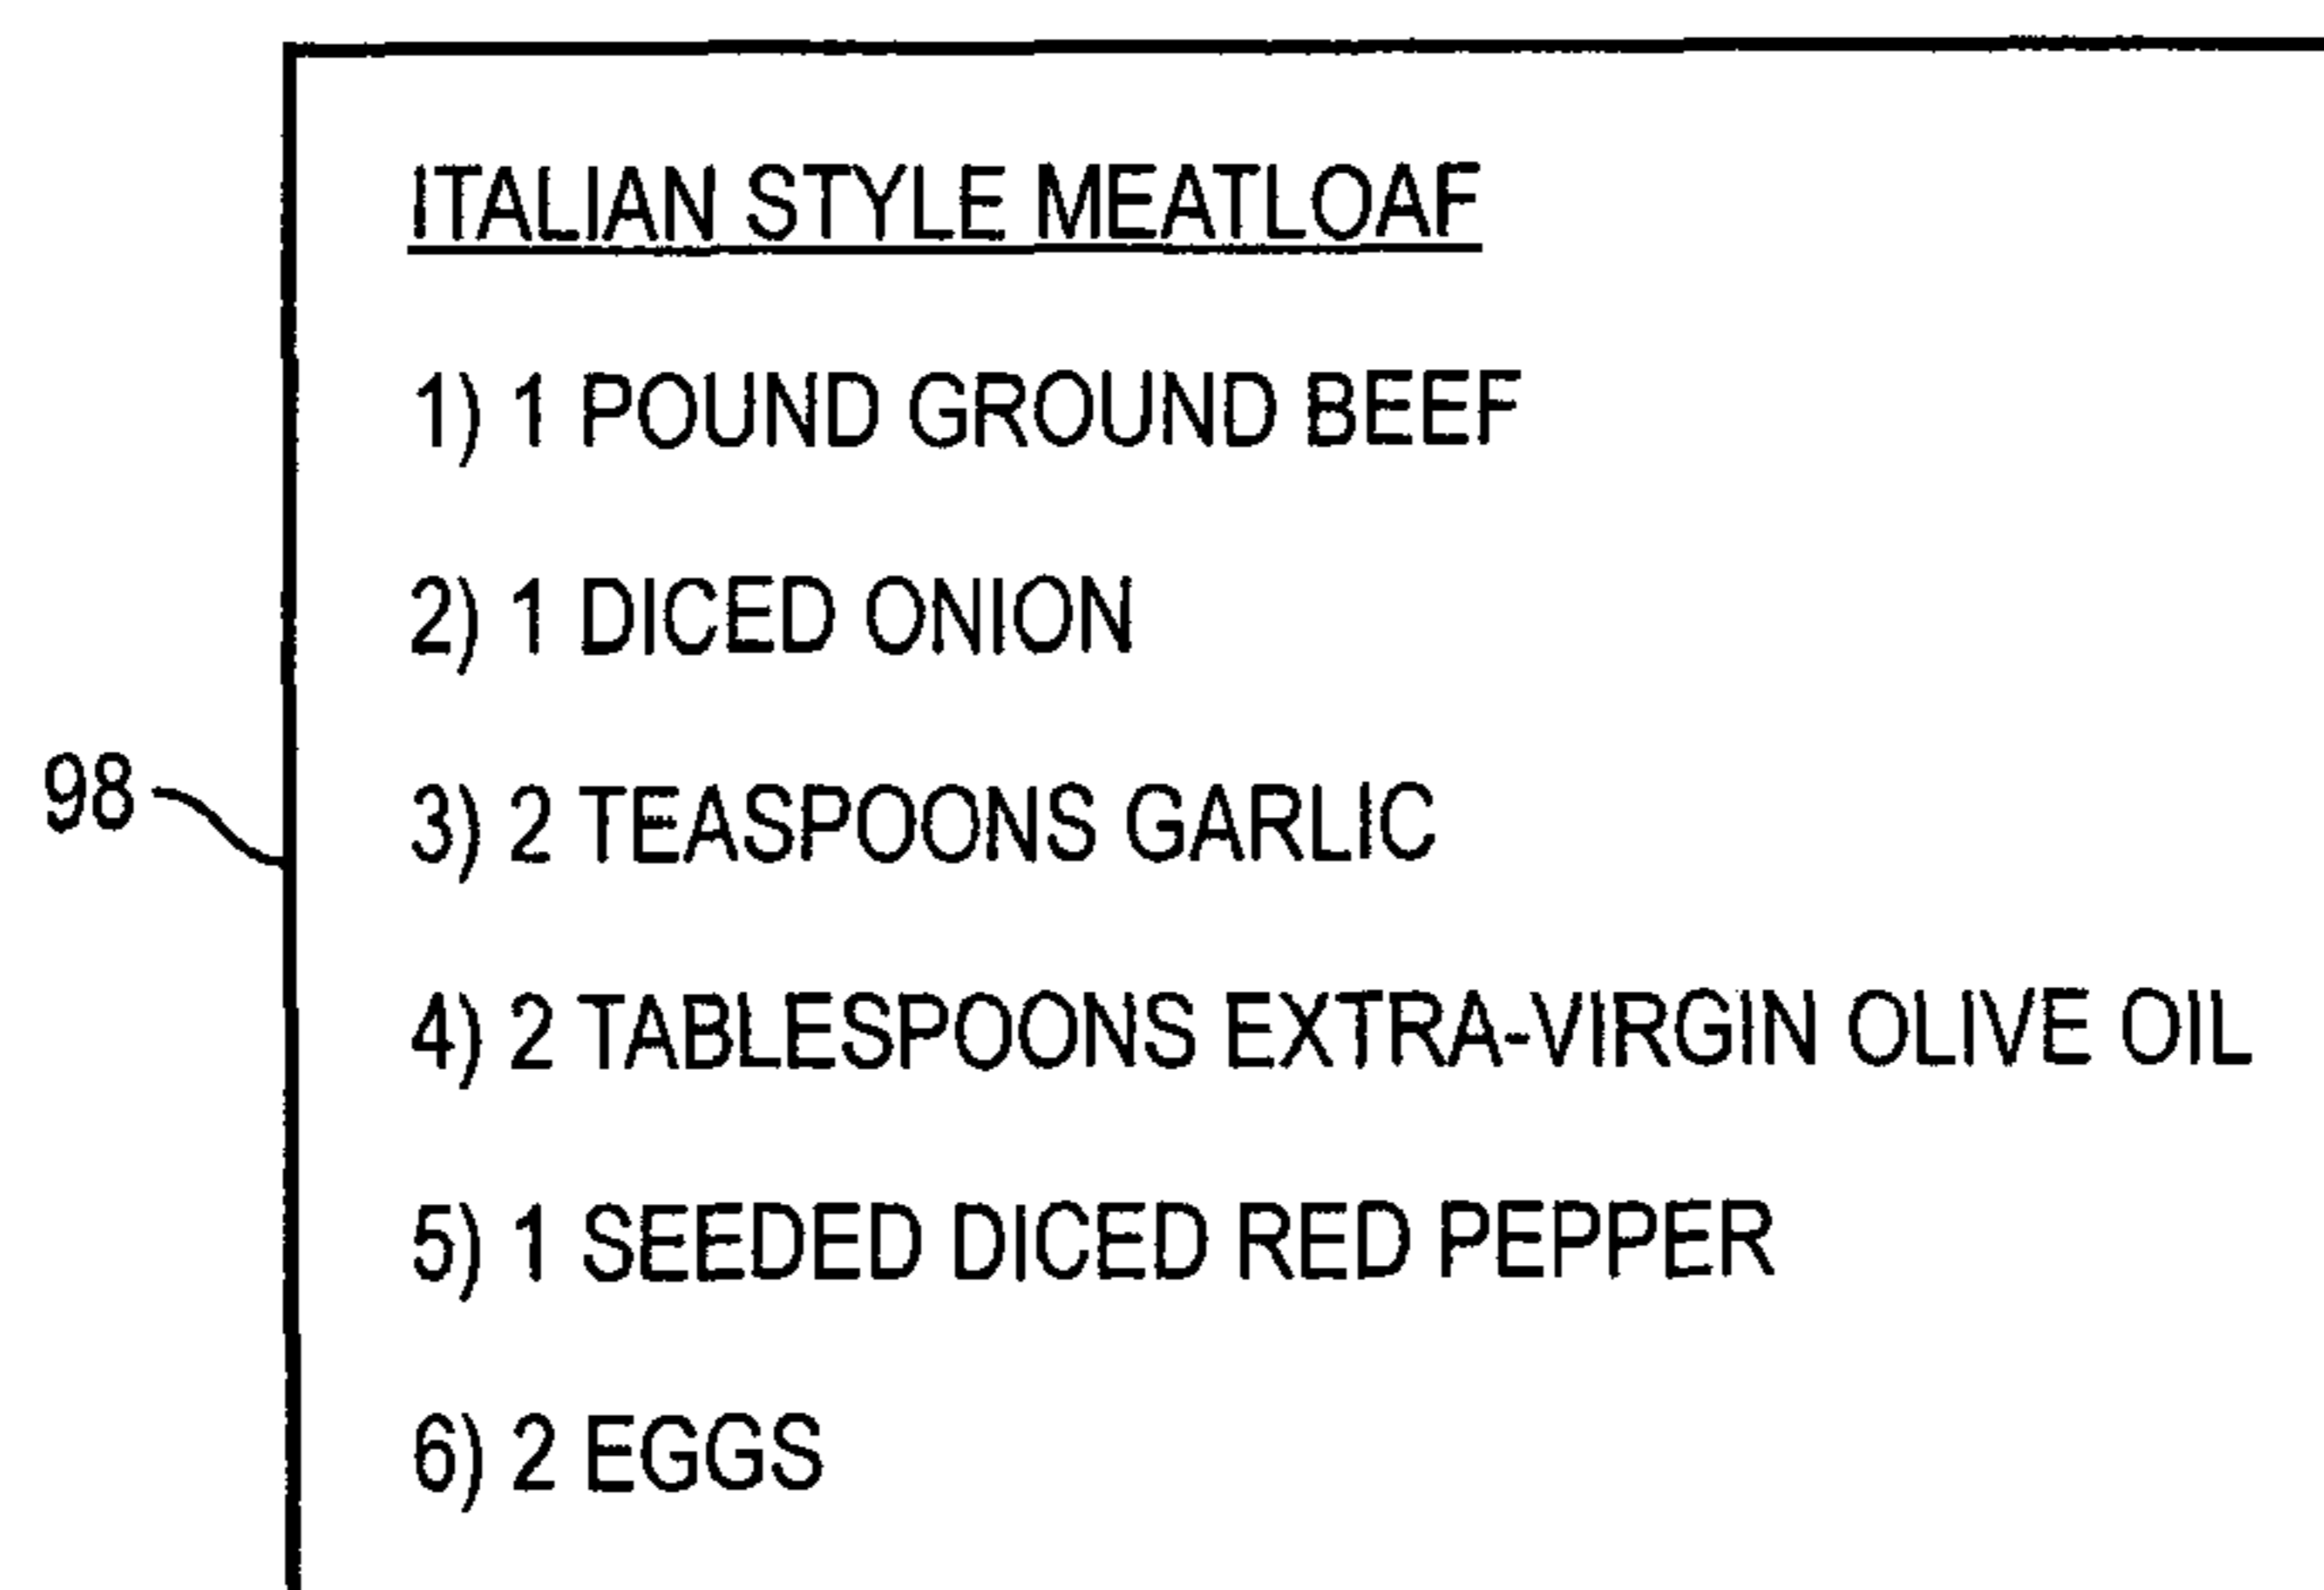 ITALIAN STYLE MEATLOAF
1) 1 POUND GROUND BEEF
2) 1 DICED ONION
98
3) 2 TEASPOONS GARLIC
4) 2 TABLESPOONS EXTRA-VIRGIN OLIVE OIL
5) 1 SEEDED DICED RED PEPPER
6) 2 EGGS